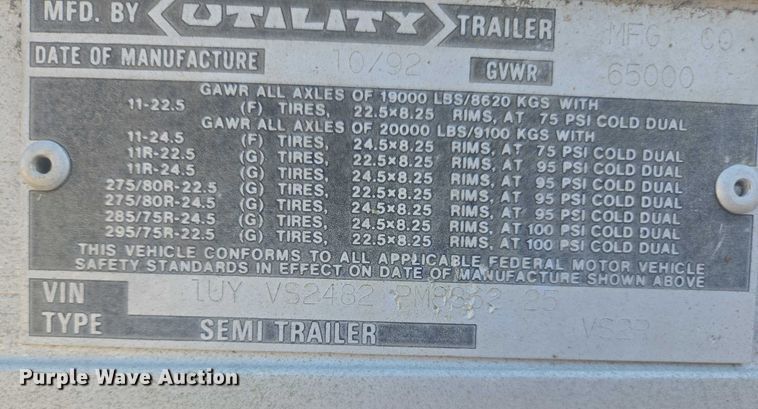 MFD. BY UTILITY TRAILER MFG. CO
DATE OF MANUFACTURE 10/92 GVWR 65000
GAWR ALL AXLES OF 19000 LBS/8620 KGS WITH
11-22.5 (F) TIRES, 22.5×8.25 RIMS, AT 75 PSI COLD DUAL
GAWR ALL AXLES OF 20000 LBS/9100 KGS WITH
11-24.5 (F) TIRES, 24.5×8.25 RIMS, AT 75 PSI COLD DUAL
11R-22.5 (G) TIRES, 22.5×8.25 RIMS, AT 95 PSI COLD DUAL
11R-24.5 (G) TIRES, 24.5×8.25 RIMS, AT 95 PSI COLD DUAL
275/80R-22.5 (G) TIRES, 22.5×8.25 RIMS, AT 95 PSI COLD DUAL
275/80R-24.5 (G) TIRES, 24.5×8.25 RIMS, AT 95 PSI COLD DUAL
285/75R-24.5 (G) TIRES, 24.5×8.25 RIMS, AT 100 PSI COLD DUAL
295/75R-22.5 (G) TIRES, 22.5×8.25 RIMS, AT 100 PSI COLD DUAL
THIS VEHICLE CONFORMS TO ALL APPLICABLE FEDERAL MOTOR VEHICLE
SAFETY STANDARDS IN EFFECT ON DATE OF MANUFACTURE SHOWN ABOVE
VIN 1UY VS2482 25
TYPE SEMI TRAILER
Purple Wave Auction